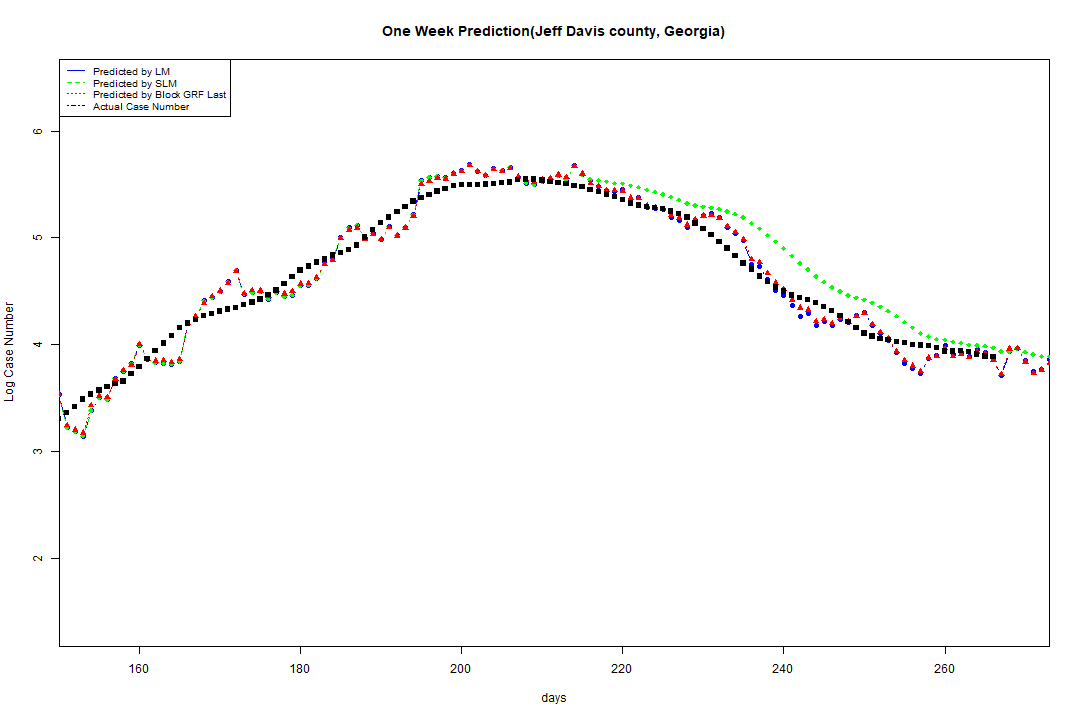 One Week Prediction(Jeff Davis county, Georgia)
Predicted by LM
Predicted by SLM
Predicted by Block GRF Last
Actual Case Number
6
5
4
3
2
Log Case Number
160 180 200 220 240 260
days